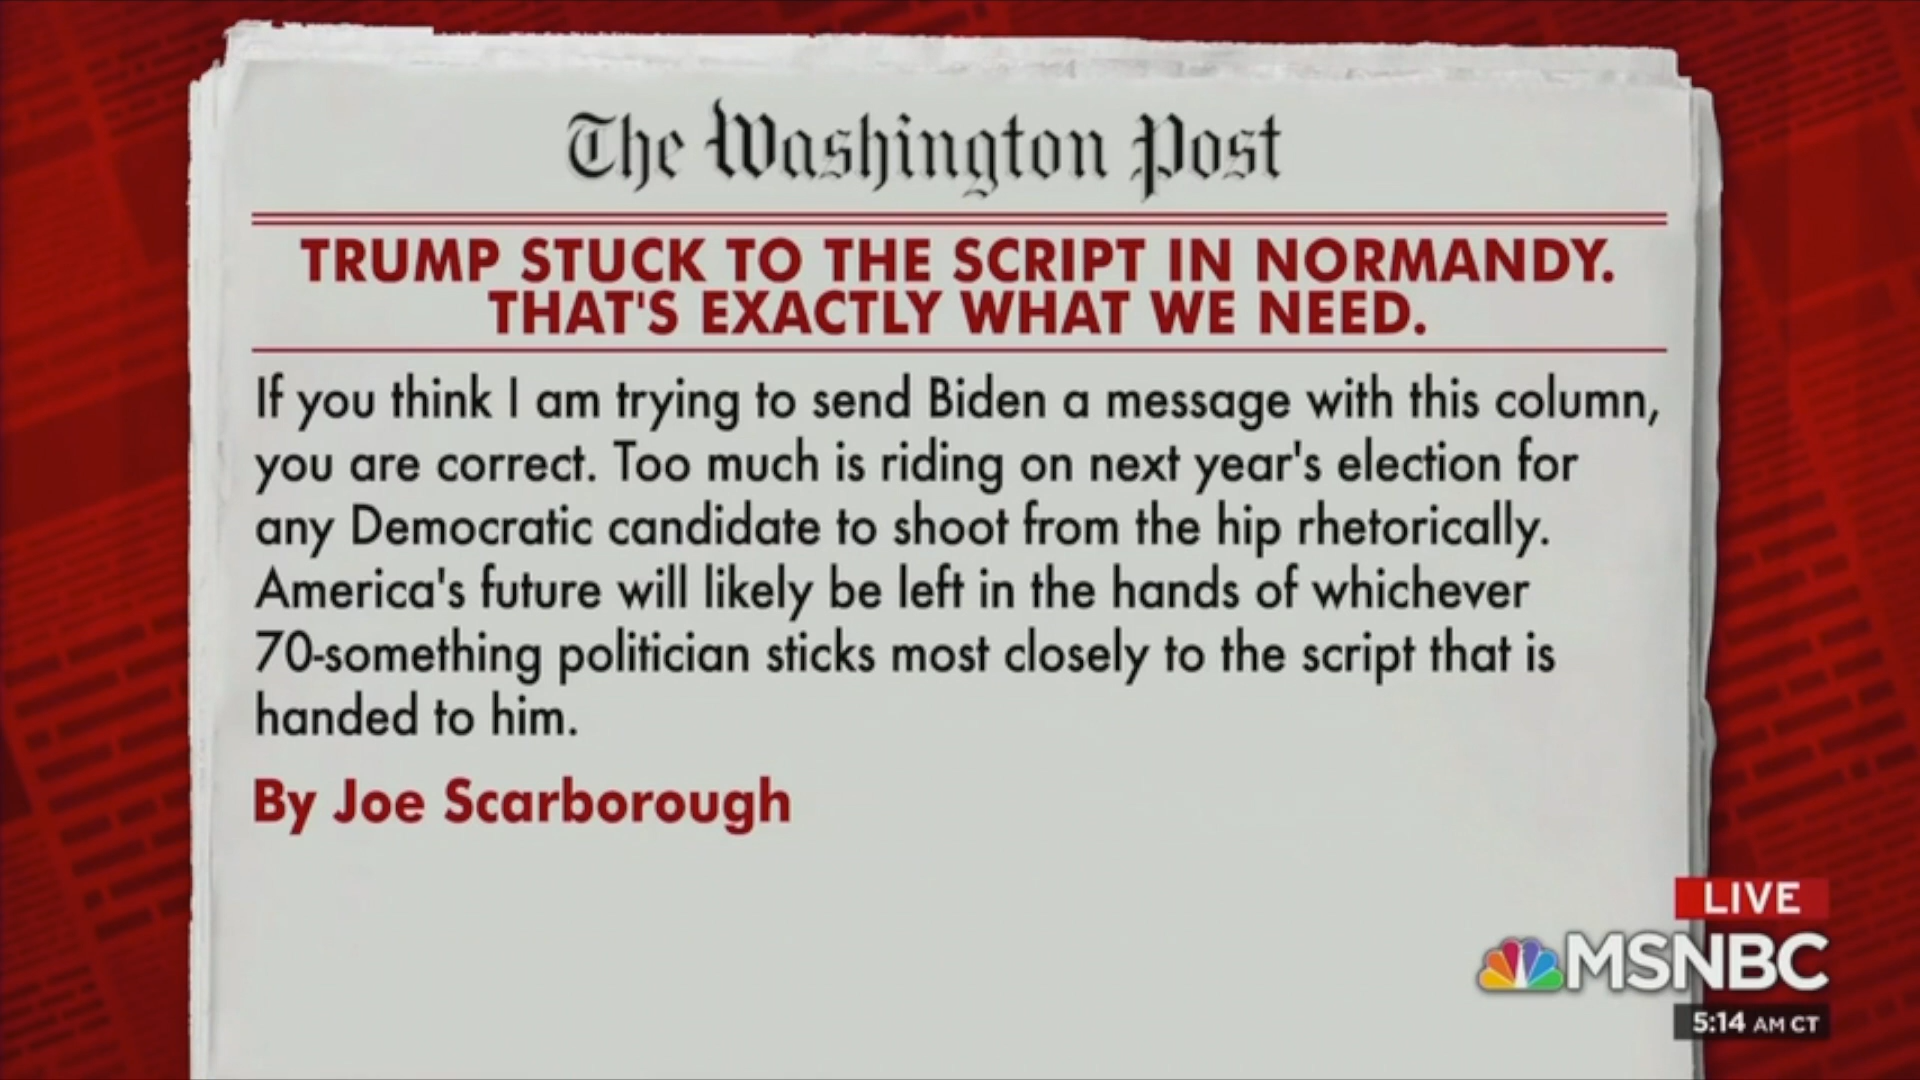 The Washington Post
TRUMP STUCK TO THE SCRIPT IN NORMANDY.
THAT'S EXACTLY WHAT WE NEED.
If you think I am trying to send Biden a message with this column,
you are correct. Too much is riding on next year's election for
any Democratic candidate to shoot from the hip rhetorically.
America's future will likely be left in the hands of whichever
70-something politician sticks most closely to the script that is
handed to him.
By Joe Scarborough
LIVE
MSNBC
5:14 AM CT